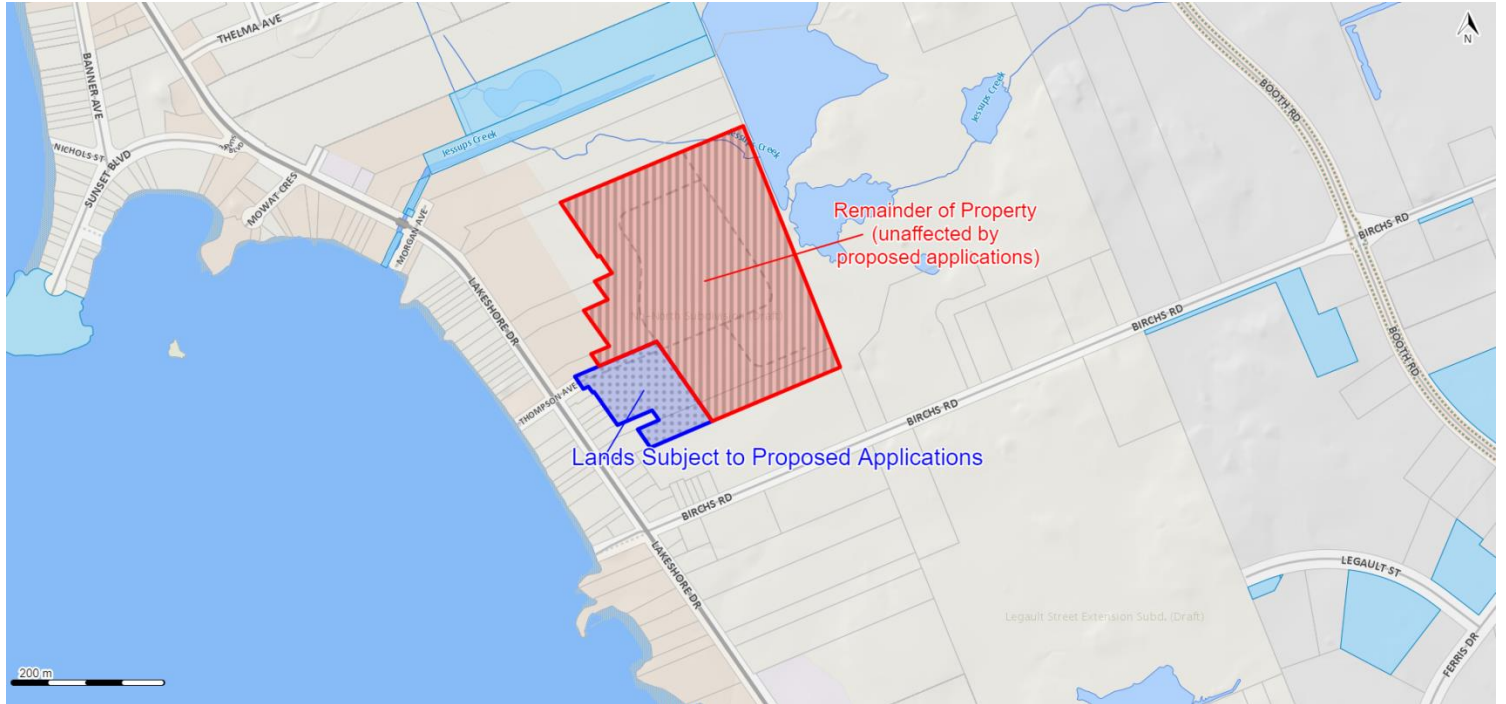 THELMA AVE
N
BANNER AVE
NICHOLS ST
SUNSET BLVD
MOWAT CRES
MORGAN AVE
Jessups Creek
Jessups Creek
BOOTH RD
BIRCHS RD
Remainder of Property
(unaffected by
proposed applications)
LAKESHORE DR
BIRCHS RD
BOOTH RD
THOMPSON AVE
BIRCHS RD
Lands Subject to Proposed Applications
BIRCHS RD
LAKESHORE DR
LEGAULT ST
Legault Street Extension Subd. (Draft)
FERRIS DR
200 m